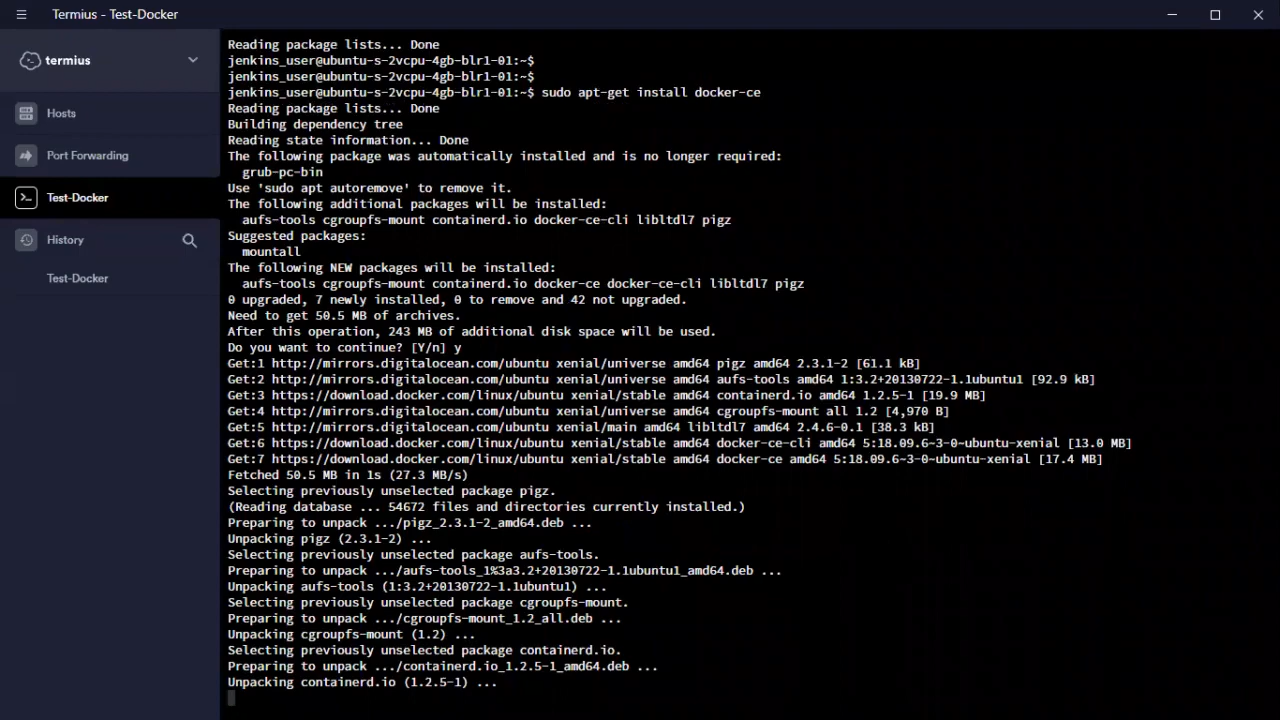 Termius - Test-Docker
termius
Hosts
Port Forwarding
Test-Docker
History
Test-Docker
Reading package lists... Done
jenkins_user@ubuntu-s-2vcpu-4gb-blr1-01:~$
jenkins_user@ubuntu-s-2vcpu-4gb-blr1-01:~$
jenkins_user@ubuntu-s-2vcpu-4gb-blr1-01:~$ sudo apt-get install docker-ce
Reading package lists... Done
Building dependency tree
Reading state information... Done
The following package was automatically installed and is no longer required:
  grub-pc-bin
Use 'sudo apt autoremove' to remove it.
The following additional packages will be installed:
  aufs-tools cgroupfs-mount containerd.io docker-ce-cli libltdl7 pigz
Suggested packages:
  mountall
The following NEW packages will be installed:
  aufs-tools cgroupfs-mount containerd.io docker-ce docker-ce-cli libltdl7 pigz
0 upgraded, 7 newly installed, 0 to remove and 42 not upgraded.
Need to get 50.5 MB of archives.
After this operation, 243 MB of additional disk space will be used.
Do you want to continue? [Y/n] y
Get:1 http://mirrors.digitalocean.com/ubuntu xenial/universe amd64 pigz amd64 2.3.1-2 [61.1 kB]
Get:2 http://mirrors.digitalocean.com/ubuntu xenial/universe amd64 aufs-tools amd64 1:3.2+20130722-1.1ubuntu1 [92.9 kB]
Get:3 https://download.docker.com/linux/ubuntu xenial/stable amd64 containerd.io amd64 1.2.5-1 [19.9 MB]
Get:4 http://mirrors.digitalocean.com/ubuntu xenial/universe amd64 cgroupfs-mount all 1.2 [4,970 B]
Get:5 http://mirrors.digitalocean.com/ubuntu xenial/main amd64 libltdl7 amd64 2.4.6-0.1 [38.3 kB]
Get:6 https://download.docker.com/linux/ubuntu xenial/stable amd64 docker-ce-cli amd64 5:18.09.6~3-0~ubuntu-xenial [13.0 MB]
Get:7 https://download.docker.com/linux/ubuntu xenial/stable amd64 docker-ce amd64 5:18.09.6~3-0~ubuntu-xenial [17.4 MB]
Fetched 50.5 MB in 1s (27.3 MB/s)
Selecting previously unselected package pigz.
(Reading database ... 54672 files and directories currently installed.)
Preparing to unpack .../pigz_2.3.1-2_amd64.deb ...
Unpacking pigz (2.3.1-2) ...
Selecting previously unselected package aufs-tools.
Preparing to unpack .../aufs-tools_1%3a3.2+20130722-1.1ubuntu1_amd64.deb ...
Unpacking aufs-tools (1:3.2+20130722-1.1ubuntu1) ...
Selecting previously unselected package cgroupfs-mount.
Preparing to unpack .../cgroupfs-mount_1.2_all.deb ...
Unpacking cgroupfs-mount (1.2) ...
Selecting previously unselected package containerd.io.
Preparing to unpack .../containerd.io_1.2.5-1_amd64.deb ...
Unpacking containerd.io (1.2.5-1) ...